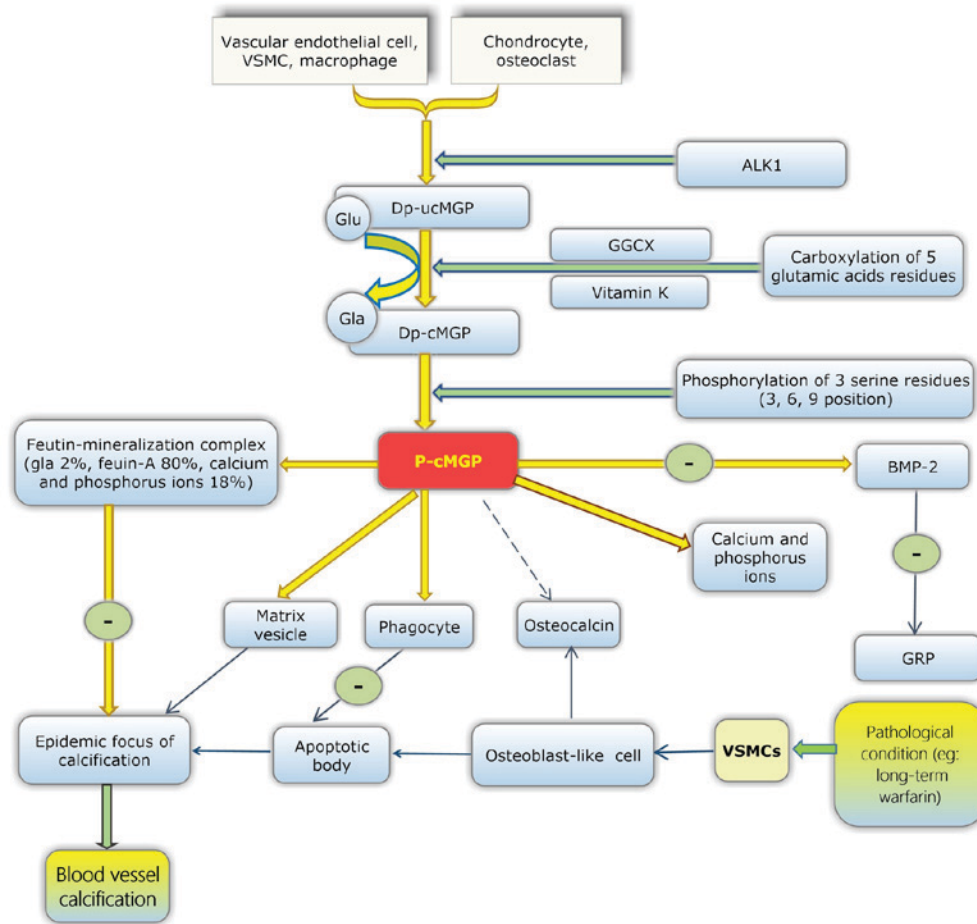 Vascular endothelial cell,
VSMC, macrophage
Chondrocyte,
osteoclast
ALK1
Dp-ucMGP
Glu
GGCX
Vitamin K
Carboxylation of 5
glutamic acids residues
Gla
Dp-cMGP
Phosphorylation of 3 serine residues
(3, 6, 9 position)
Feutin-mineralization complex
(gla 2%, feuin-A 80%, calcium
and phosphorus ions 18%)
P-cMGP
-
BMP-2
Calcium and
phosphorus
ions
-
-
Matrix
vesicle
Phagocyte
Osteocalcin
GRP
-
Epidemic focus of
calcification
Apoptotic
body
Osteoblast-like cell
VSMCs
Pathological
condition (eg:
long-term
warfarin)
Blood vessel
calcification